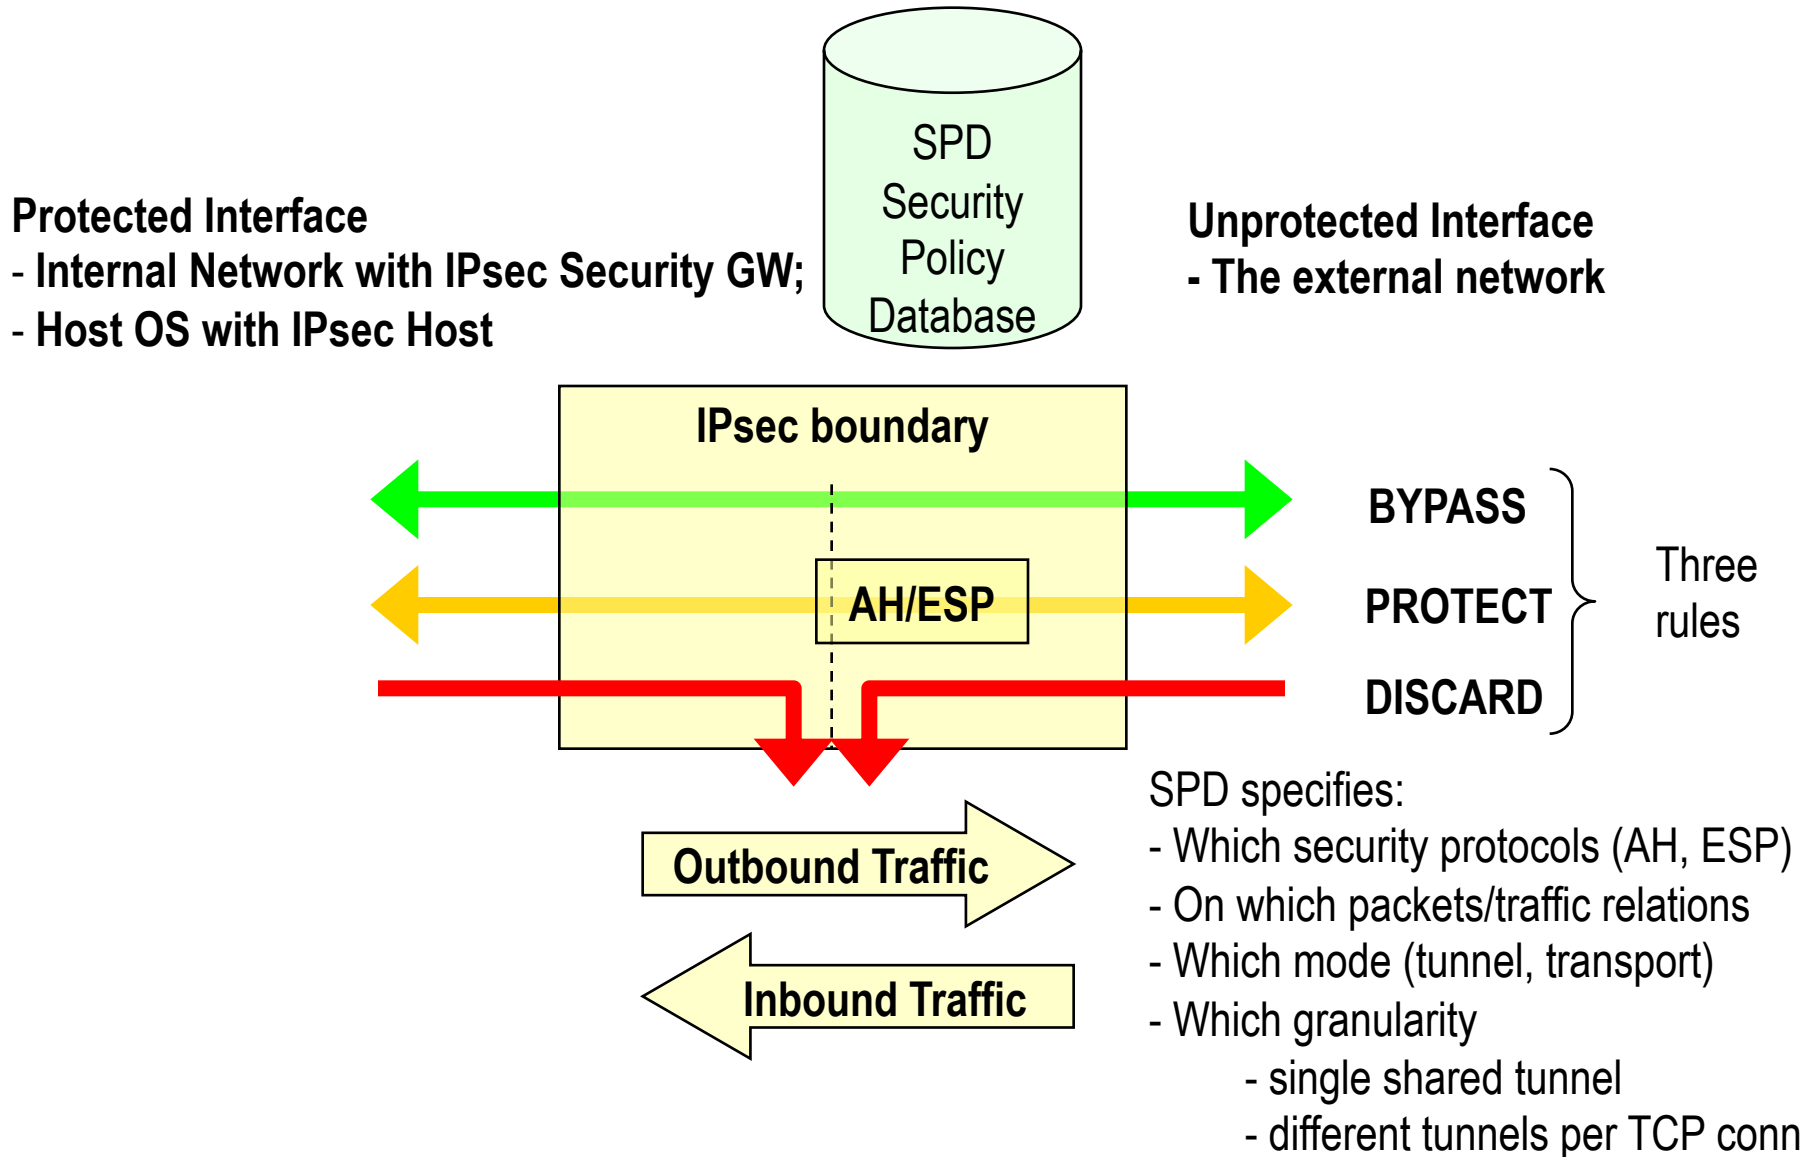 SPD
Security
Policy
Database
Protected Interface
- Internal Network with IPsec Security GW;
- Host OS with IPsec Host
Unprotected Interface
- The external network
IPsec boundary
BYPASS
AH/ESP
PROTECT
DISCARD
Three
rules
Outbound Traffic
Inbound Traffic
SPD specifies:
- Which security protocols (AH, ESP)
- On which packets/traffic relations
- Which mode (tunnel, transport)
- Which granularity
- single shared tunnel
- different tunnels per TCP conn